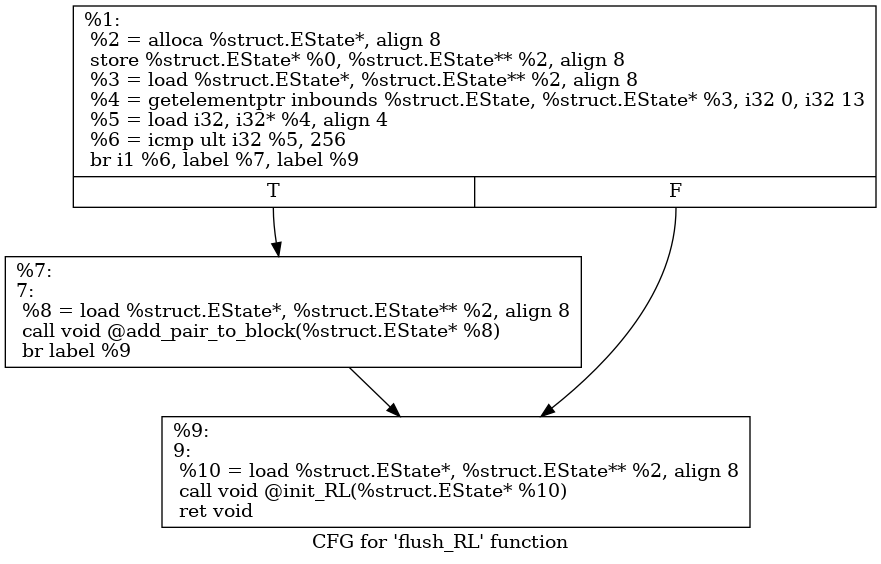 %1:
%2 = alloca %struct.EState*, align 8
store %struct.EState* %0, %struct.EState** %2, align 8
%3 = load %struct.EState*, %struct.EState** %2, align 8
%4 = getelementptr inbounds %struct.EState, %struct.EState* %3, i32 0, i32 13
%5 = load i32, i32* %4, align 4
%6 = icmp ult i32 %5, 256
br i1 %6, label %7, label %9
T F
%7:
7:
%8 = load %struct.EState*, %struct.EState** %2, align 8
call void @add_pair_to_block(%struct.EState* %8)
br label %9
%9:
9:
%10 = load %struct.EState*, %struct.EState** %2, align 8
call void @init_RL(%struct.EState* %10)
ret void
CFG for 'flush_RL' function